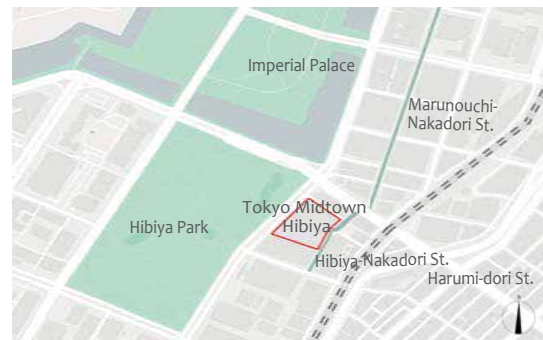 Imperial Palace
Marunouchi-
Nakadori St.
Tokyo Midtown
Hibiya
Hibiya Park
Hibiya-Nakadori St.
Harumi-dori St.